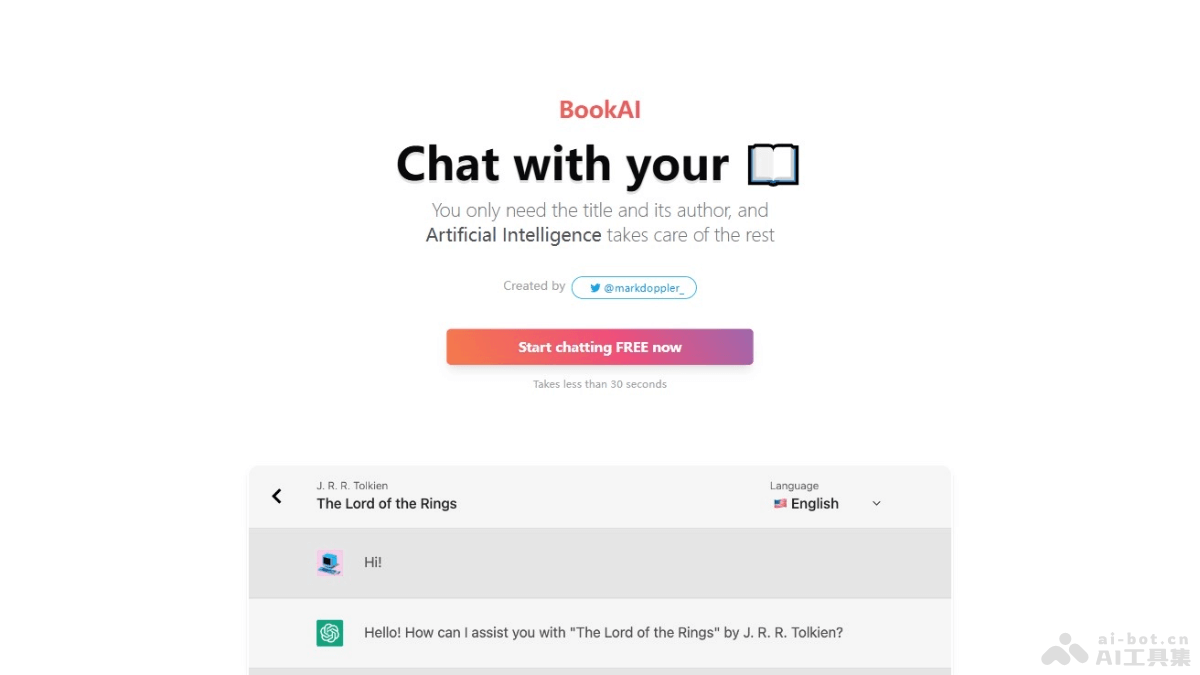 BookAI
Chat with your 📖
You only need the title and its author, and
Artificial Intelligence takes care of the rest
Created by @markdoppler_
Start chatting FREE now
Takes less than 30 seconds
J. R. R. Tolkien
The Lord of the Rings
Language
🇺🇸 English
Hi!
Hello! How can I assist you with "The Lord of the Rings" by J. R. R. Tolkien?
ai-bot.cn
AI工具集